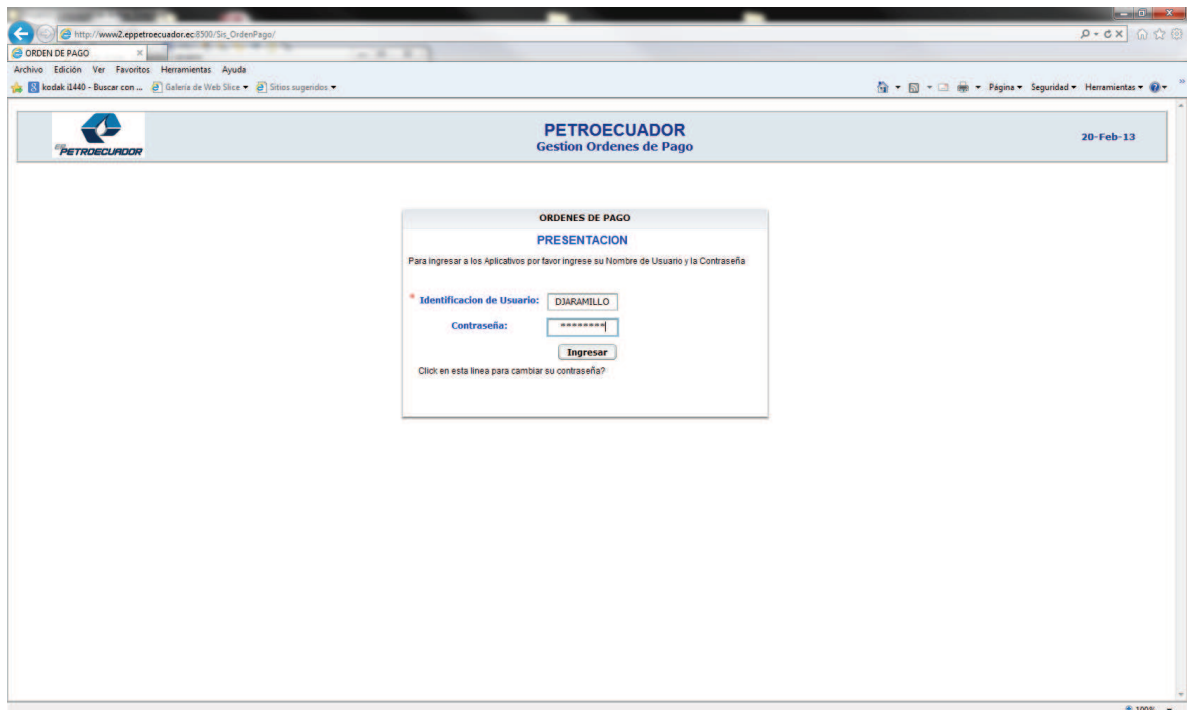 http://www2.eppetroecuador.ec:8500/Sis_OrdenPago/
ORDEN DE PAGO
Archivo Edición Ver Favoritos Herramientas Ayuda
kodak i1440 - Buscar con ... Galería de Web Slice Sitios sugeridos Página Seguridad Herramientas
EP PETROECUADOR
PETROECUADOR
Gestion Ordenes de Pago
20-Feb-13
ORDENES DE PAGO
PRESENTACION
Para ingresar a los Aplicativos por favor ingrese su Nombre de Usuario y la Contraseña
* Identificacion de Usuario: DJARAMILLO
Contraseña: ********
Ingresar
Click en esta linea para cambiar su contraseña?
100%